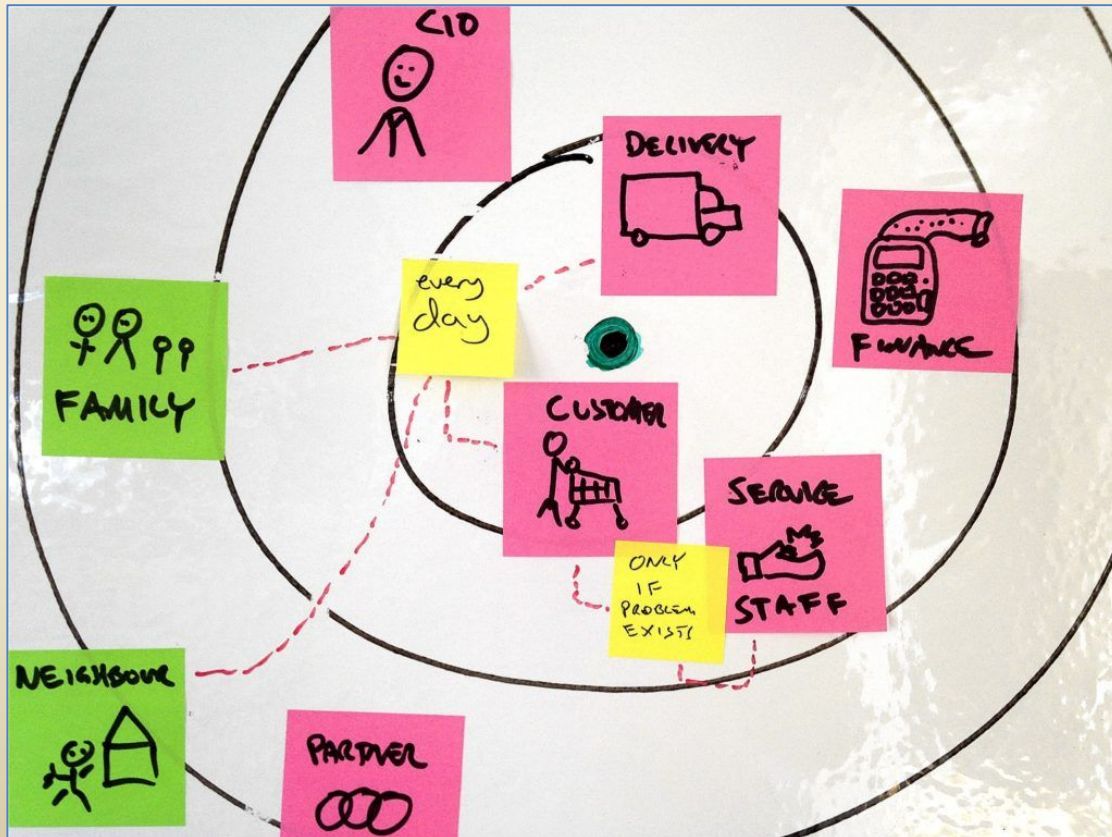 CIO
DELIVERY
FINANCE
every
day
FAMILY
CUSTOMER
SERVICE
STAFF
ONLY
IF
PROBLEM
EXISTS
NEIGHBOUR
PARTNER